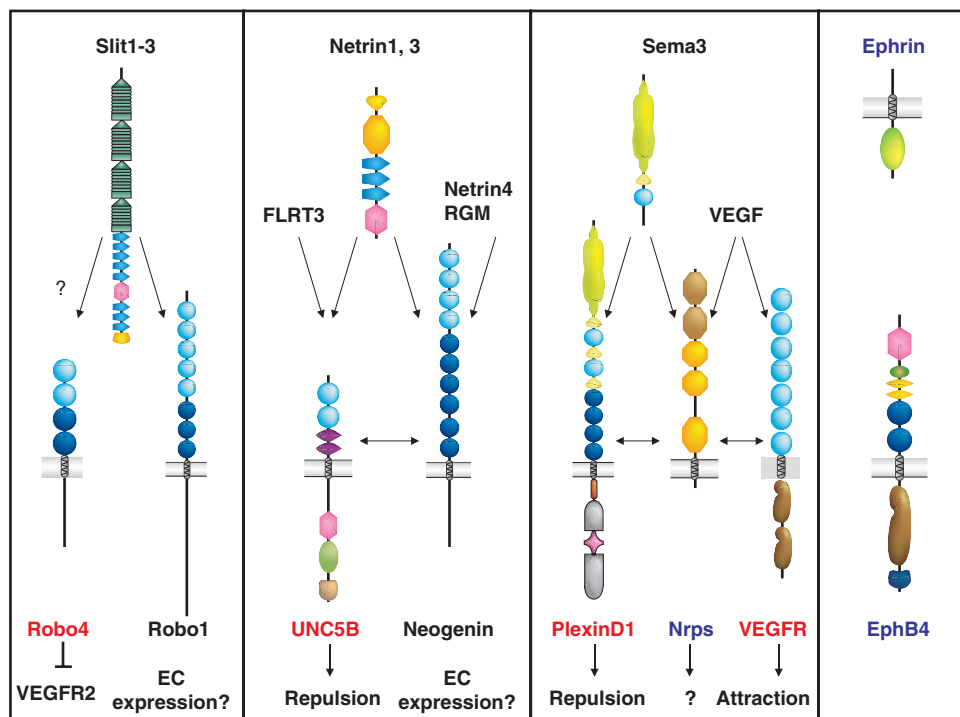 Slit1-3
?
Robo4
Robo1
VEGFR2
EC
expression?
Netrin1, 3
FLRT3
Netrin4
RGM
UNC5B
Neogenin
Repulsion
EC
expression?
Sema3
VEGF
PlexinD1
Nrps
VEGFR
Repulsion
?
Attraction
Ephrin
EphB4